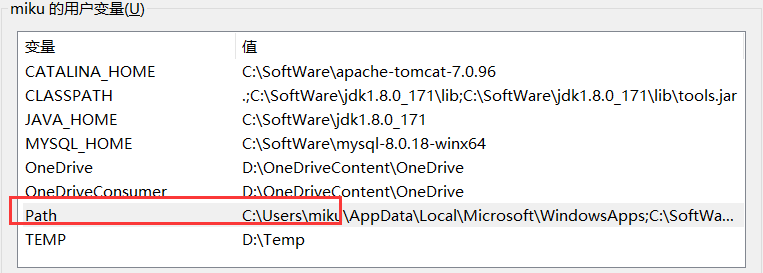 miku 的用户变量(U)
变量 值
CATALINA_HOME C:\SoftWare\apache-tomcat-7.0.96
CLASSPATH .;C:\SoftWare\jdk1.8.0_171\lib;C:\SoftWare\jdk1.8.0_171\lib\tools.jar
JAVA_HOME C:\SoftWare\jdk1.8.0_171
MYSQL_HOME C:\SoftWare\mysql-8.0.18-winx64
OneDrive D:\OneDriveContent\OneDrive
OneDriveConsumer D:\OneDriveContent\OneDrive
Path C:\Users\miku\AppData\Local\Microsoft\WindowsApps;C:\SoftWa...
TEMP D:\Temp